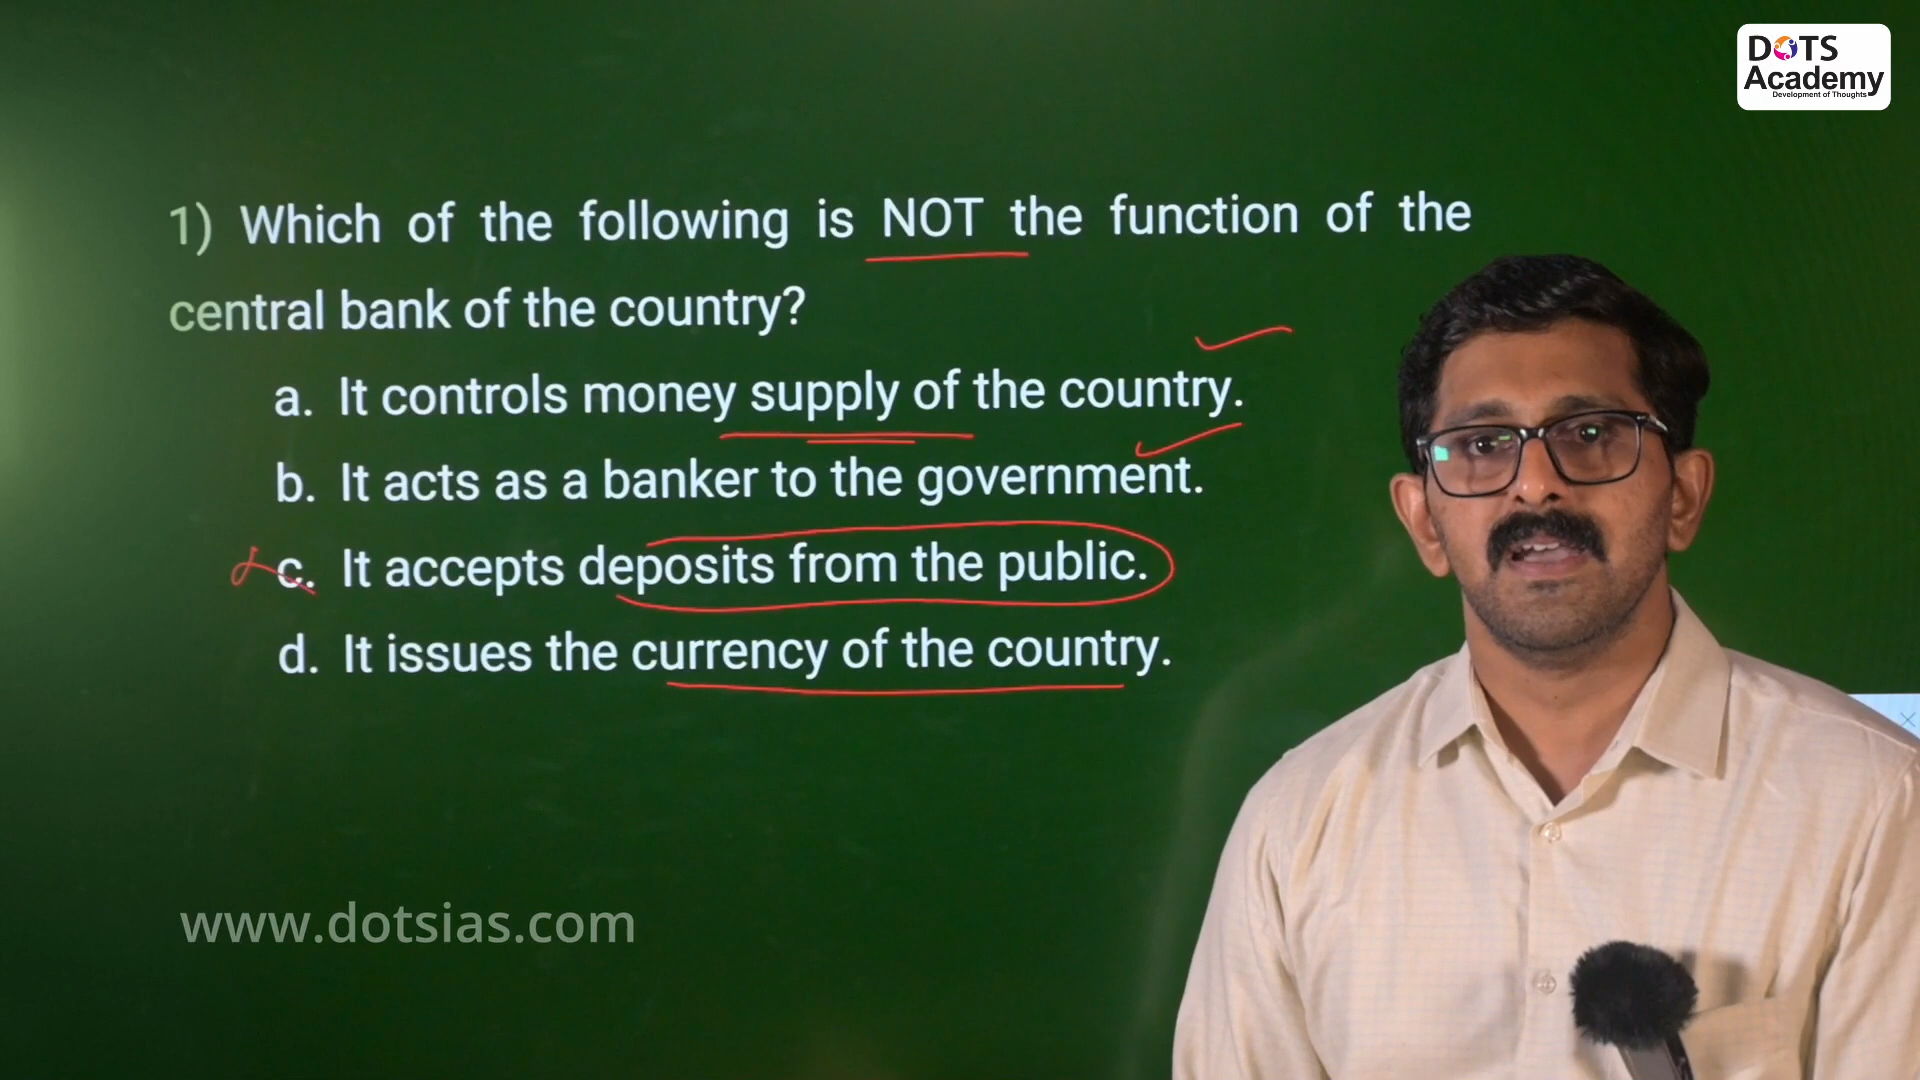 DOTS
Academy
Development of Thoughts
1) Which of the following is NOT the function of the
central bank of the country?
a. It controls money supply of the country.
b. It acts as a banker to the government.
c. It accepts deposits from the public.
d. It issues the currency of the country.
www.dotsias.com